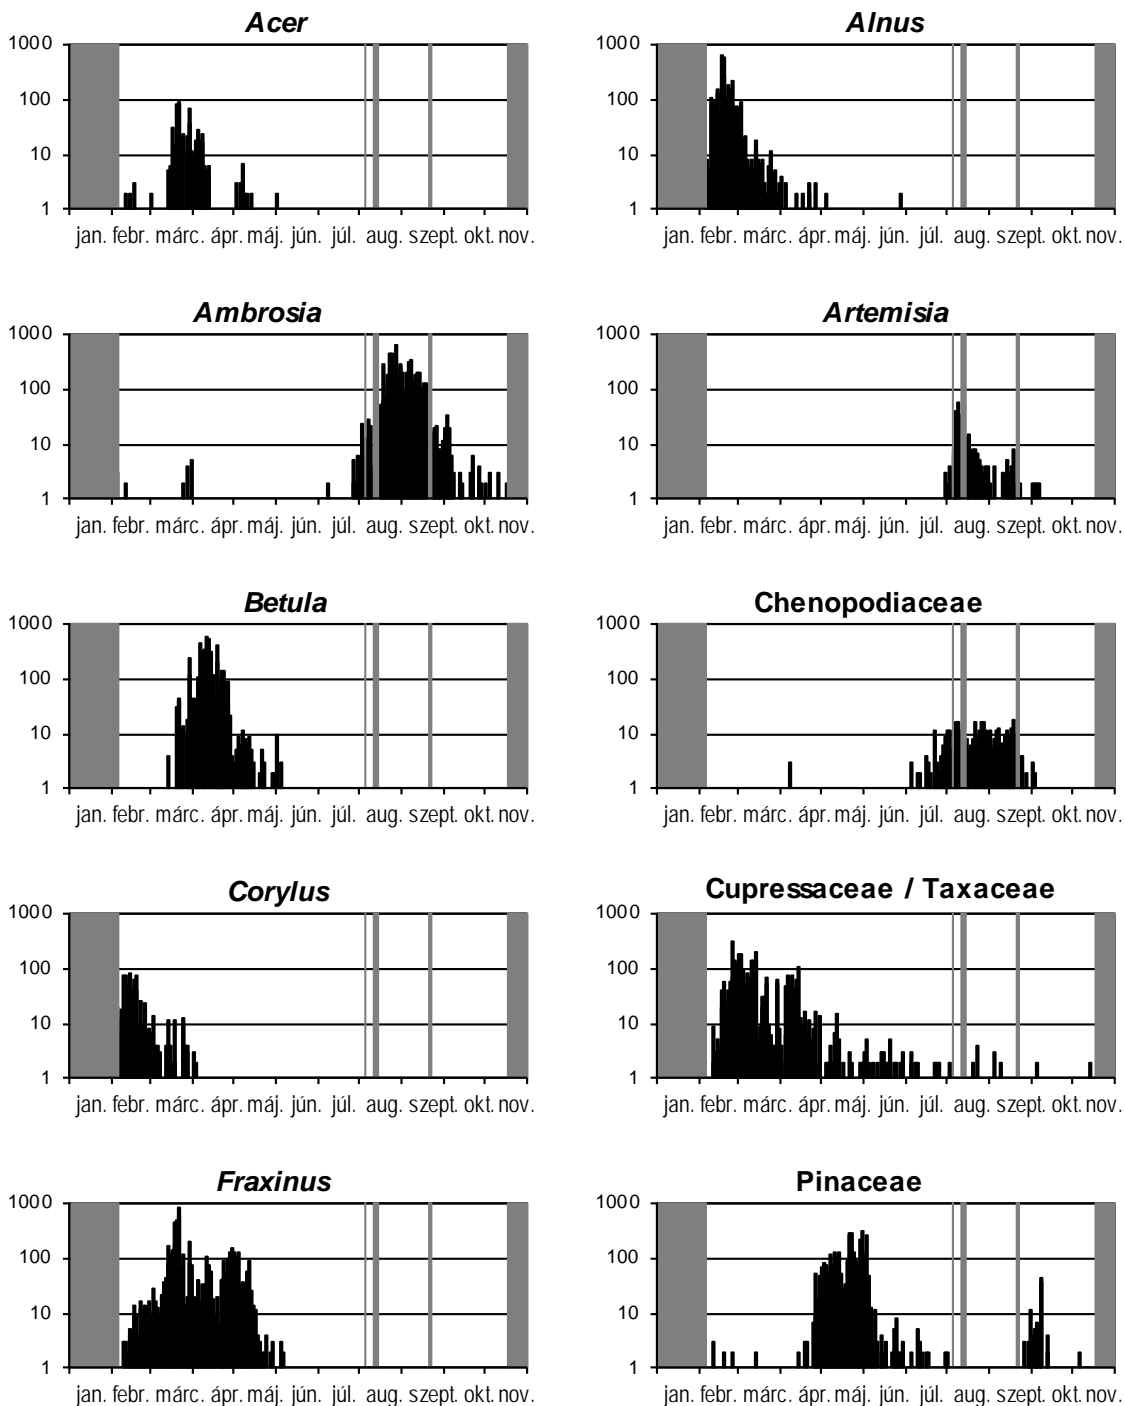 Acer
1000
100
10
1
jan. febr. márc. ápr. máj. jún. júl. aug. szept. okt. nov.
Alnus
1000
100
10
1
jan. febr. márc. ápr. máj. jún. júl. aug. szept. okt. nov.
Ambrosia
1000
100
10
1
jan. febr. márc. ápr. máj. jún. júl. aug. szept. okt. nov.
Artemisia
1000
100
10
1
jan. febr. márc. ápr. máj. jún. júl. aug. szept. okt. nov.
Betula
1000
100
10
1
jan. febr. márc. ápr. máj. jún. júl. aug. szept. okt. nov.
Chenopodiaceae
1000
100
10
1
jan. febr. márc. ápr. máj. jún. júl. aug. szept. okt. nov.
Corylus
1000
100
10
1
jan. febr. márc. ápr. máj. jún. júl. aug. szept. okt. nov.
Cupressaceae / Taxaceae
1000
100
10
1
jan. febr. márc. ápr. máj. jún. júl. aug. szept. okt. nov.
Fraxinus
1000
100
10
1
jan. febr. márc. ápr. máj. jún. júl. aug. szept. okt. nov.
Pinaceae
1000
100
10
1
jan. febr. márc. ápr. máj. jún. júl. aug. szept. okt. nov.